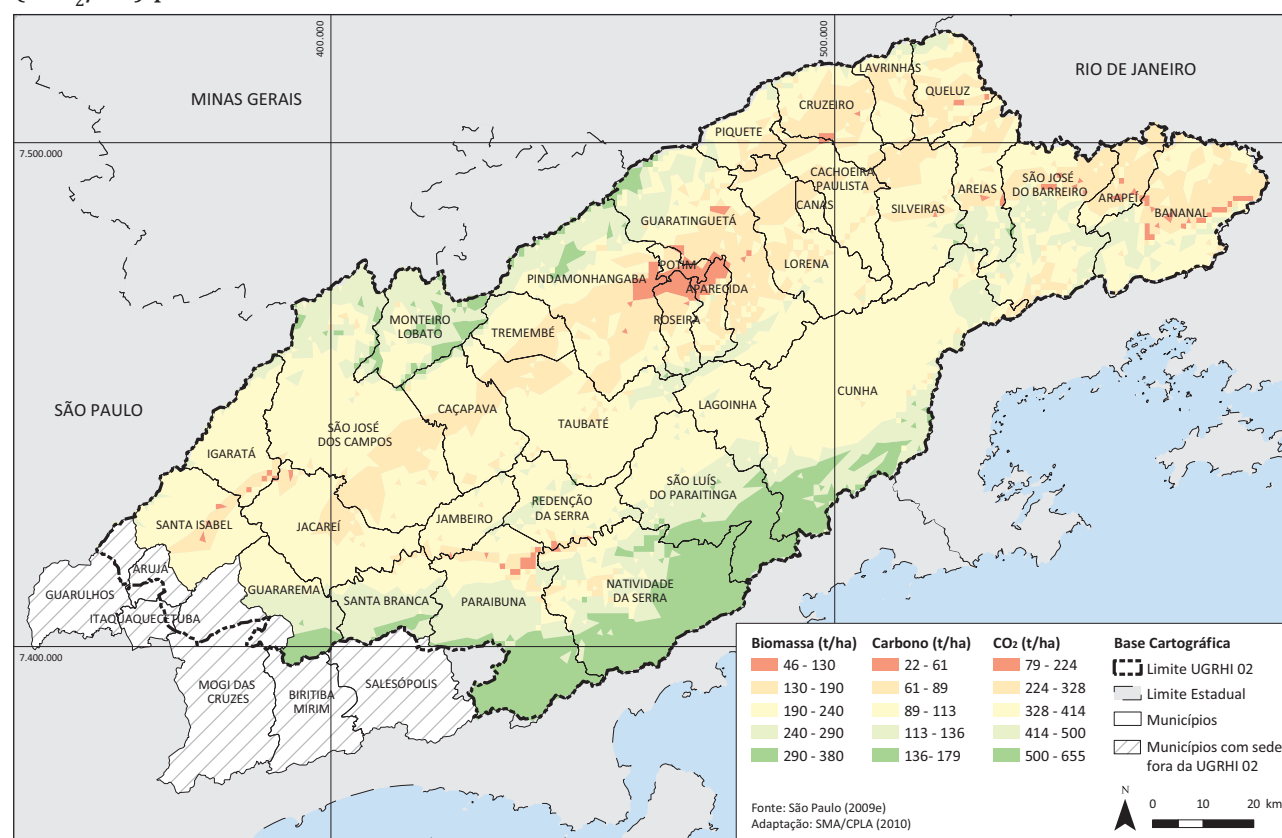 400.000
500.000
MINAS GERAIS
RIO DE JANEIRO
LAVRINHAS
QUELUZ
CRUZEIRO
PIQUETE
7.500.000
CACHOEIRA
PAULISTA
CANAS
SILVEIRAS
AREIAS
SÃO JOSÉ
DO BARREIRO
ARAPEÍ
BANANAL
GUARATINGUETÁ
LORENA
POTIM
PINDAMONHANGABA
APARECIDA
ROSEIRA
MONTEIRO
LOBATO
TREMEMBÉ
SÃO PAULO
CAÇAPAVA
LAGOINHA
CUNHA
TAUBATÉ
SÃO JOSÉ
DOS CAMPOS
IGARATÁ
SÃO LUÍS
DO PARAITINGA
REDENÇÃO
DA SERRA
SANTA ISABEL
JACAREÍ
JAMBEIRO
ARUJÁ
GUARULHOS
GUARAREMA
SANTA BRANCA
PARAIBUNA
NATIVIDADE
DA SERRA
ITAQUAQUECETUBA
7.400.000
MOGI DAS
CRUZES
BIRITIBA
MIRIM
SALESÓPOLIS
Biomassa (t/ha) Carbono (t/ha) CO2 (t/ha) Base Cartográfica
46 - 130 22 - 61 79 - 224 Limite UGRHI 02
130 - 190 61 - 89 224 - 328 Limite Estadual
190 - 240 89 - 113 328 - 414 Municípios
240 - 290 113 - 136 414 - 500 Municípios com sede
290 - 380 136- 179 500 - 655 fora da UGRHI 02
N
0 10 20 km
Fonte: São Paulo (2009e)
Adaptação: SMA/CPLA (2010)